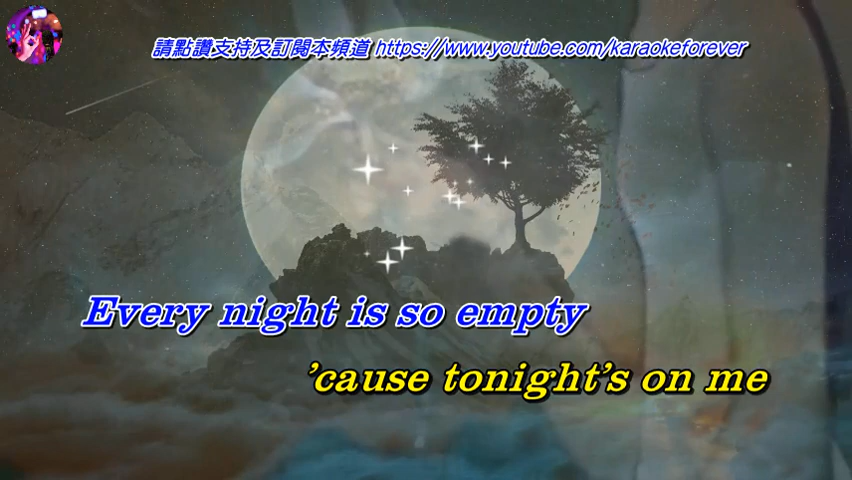 請點讚支持及訂閱本頻道 https://www.youtube.com/karaokeforever
Every night is so empty
’cause tonight’s on me